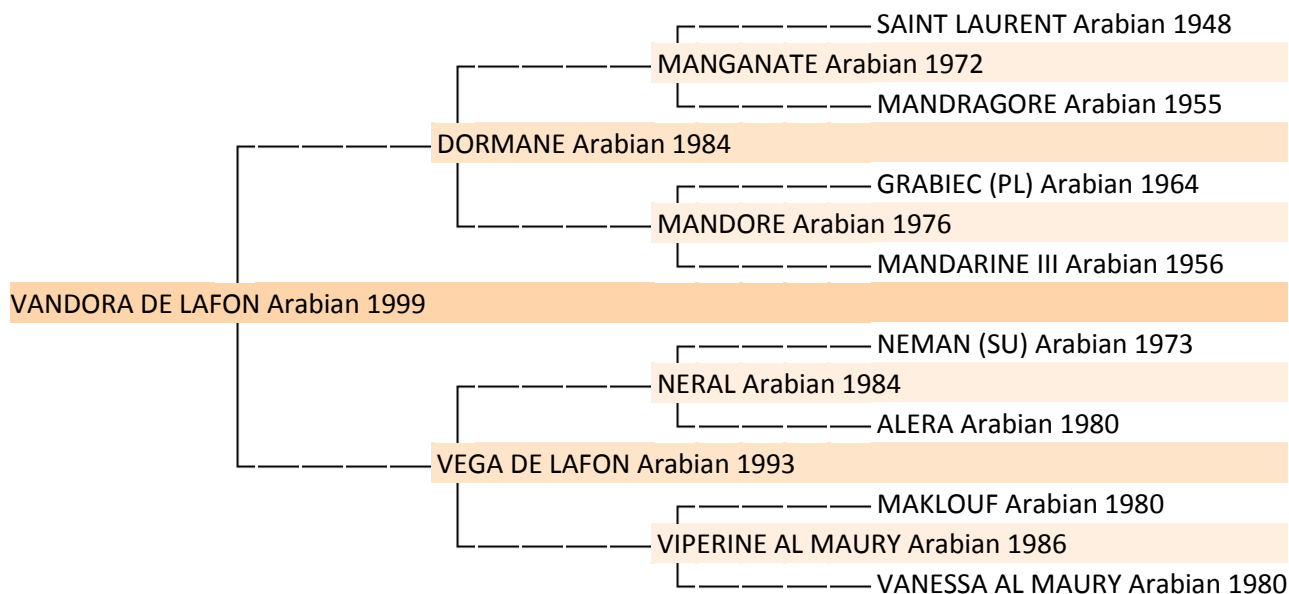 SAINT LAURENT Arabian 1948
MANGANATE Arabian 1972
MANDRAGORE Arabian 1955
DORMANE Arabian 1984
GRABIEC (PL) Arabian 1964
MANDORE Arabian 1976
MANDARINE III Arabian 1956
VANDORA DE LAFON Arabian 1999
NEMAN (SU) Arabian 1973
NERAL Arabian 1984
ALERA Arabian 1980
VEGA DE LAFON Arabian 1993
MAKLOUF Arabian 1980
VIPERINE AL MAURY Arabian 1986
VANESSA AL MAURY Arabian 1980